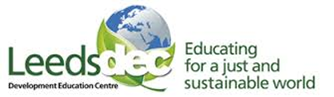 Leedsdec
Development Education Centre
Educating
for a just and
sustainable world